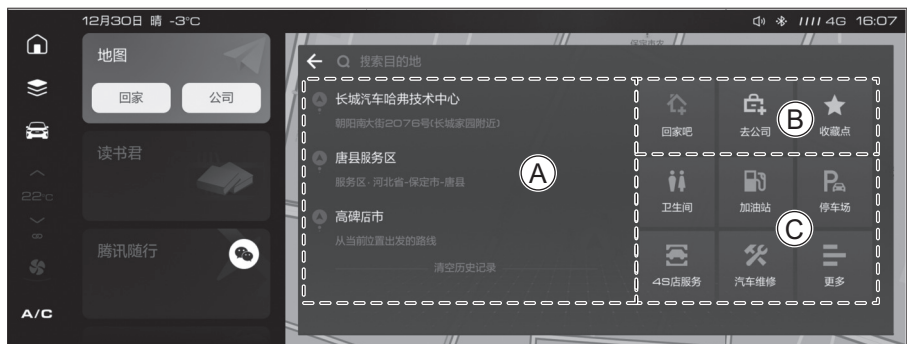 12月30日 晴 -3°C
4G 16:07
地图
回家 公司
读书君
腾讯随行
22°C
A/C
搜索目的地
长城汽车哈弗技术中心
朝阳南大街2076号(长城家园附近)
唐县服务区
服务区·河北省-保定市-唐县
高碑店市
从当前位置出发的路线
清空历史记录
A
回家吧 去公司 收藏点
B
卫生间 加油站 停车场
C
4S店服务 汽车维修 更多